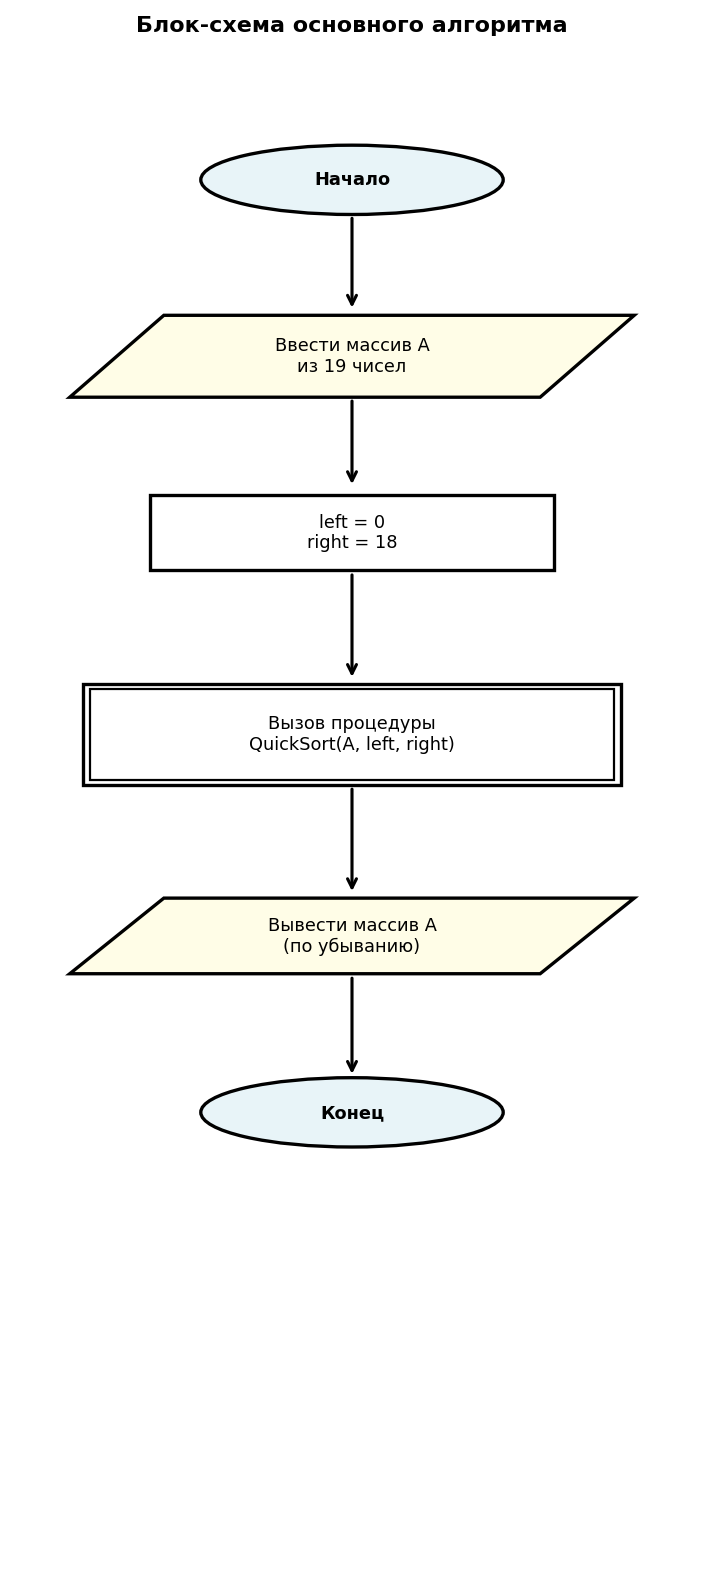 Блок-схема основного алгоритма
Начало
Ввести массив A
из 19 чисел
left = 0
right = 18
Вызов процедуры
QuickSort(A, left, right)
Вывести массив A
(по убыванию)
Конец